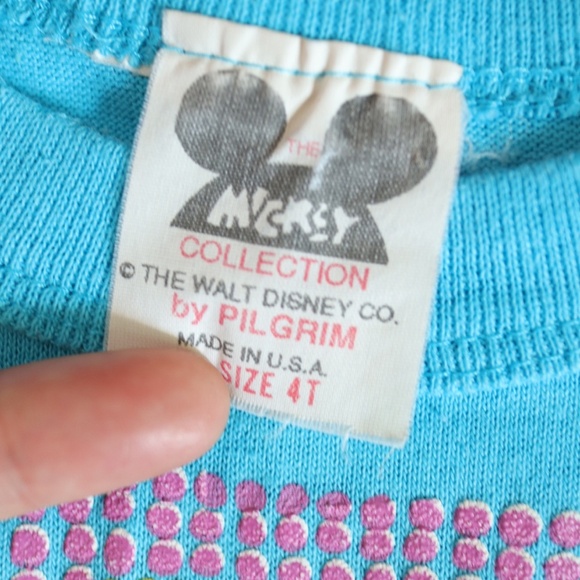 THE
MICKEY
COLLECTION
© THE WALT DISNEY CO.
by PILGRIM
MADE IN U.S.A.
SIZE 4T